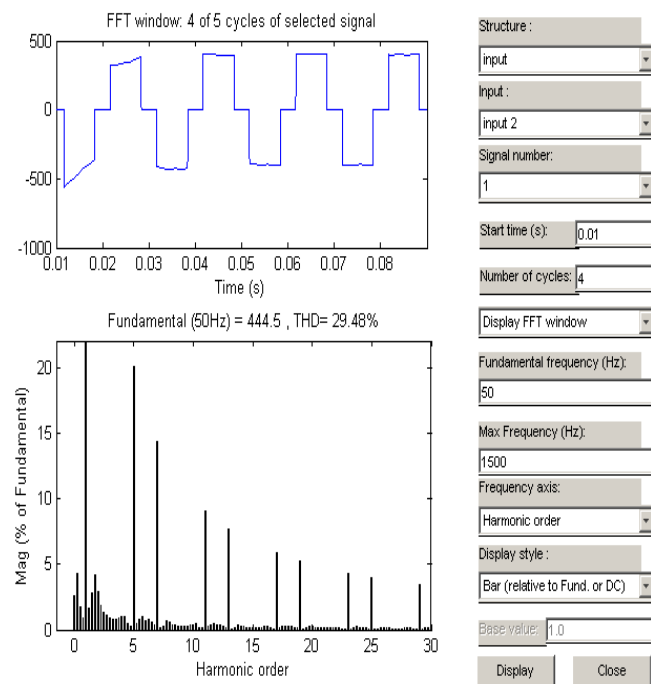 FFT window: 4 of 5 cycles of selected signal
500
0
-500
-1000
0.01 0.02 0.03 0.04 0.05 0.06 0.07 0.08
Time (s)
Fundamental (50Hz) = 444.5 , THD= 29.48%
Mag (% of Fundamental)
20
15
10
5
0
0 5 10 15 20 25 30
Harmonic order
Structure :
input
Input :
input 2
Signal number:
1
Start time (s): 0.01
Number of cycles: 4
Display FFT window
Fundamental frequency (Hz):
50
Max Frequency (Hz):
1500
Frequency axis:
Harmonic order
Display style :
Bar (relative to Fund. or DC)
Base value: 1.0
Display Close